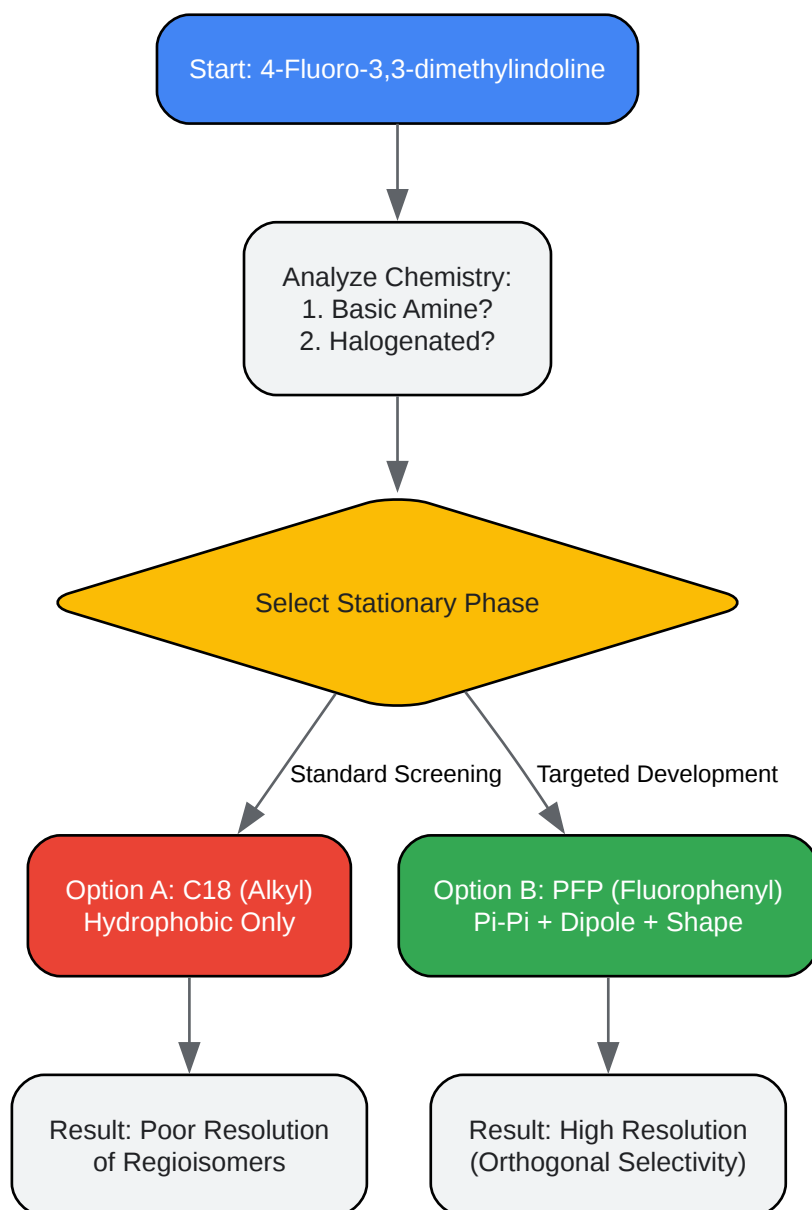 Start: 4-Fluoro-3,3-dimethylindoline
Analyze Chemistry:
1. Basic Amine?
2. Halogenated?
Select Stationary Phase
Standard Screening
Targeted Development
Option A: C18 (Alkyl)
Hydrophobic Only
Option B: PFP (Fluorophenyl)
Pi-Pi + Dipole + Shape
Result: Poor Resolution
of Regioisomers
Result: High Resolution
(Orthogonal Selectivity)